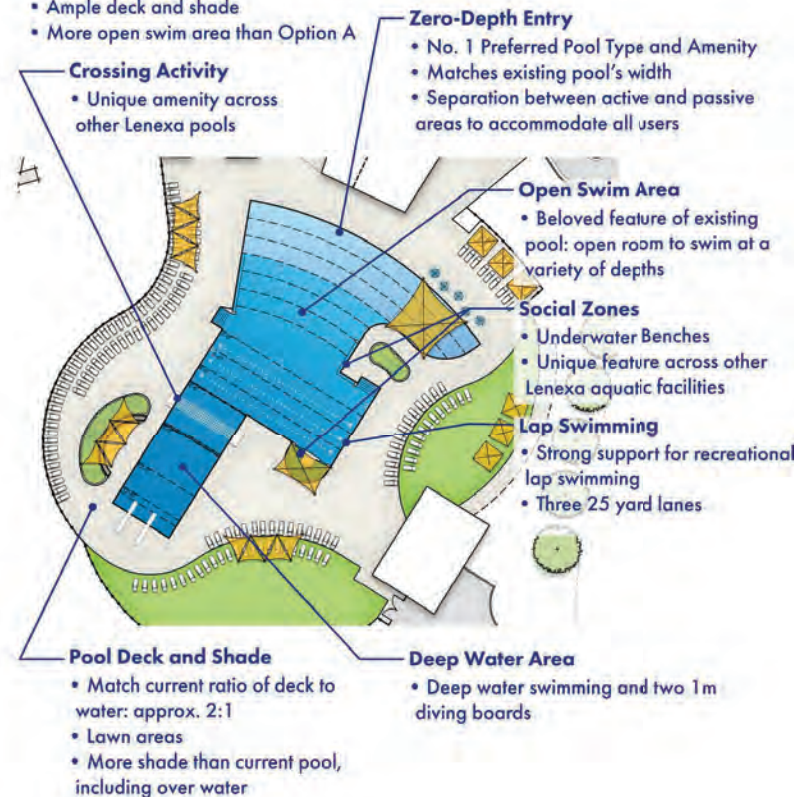 • Ample deck and shade
• More open swim area than Option A
Crossing Activity
• Unique amenity across
other Lenexa pools
Zero-Depth Entry
• No. 1 Preferred Pool Type and Amenity
• Matches existing pool's width
• Separation between active and passive
areas to accommodate all users
Open Swim Area
• Beloved feature of existing
pool: open room to swim at a
variety of depths
Social Zones
• Underwater Benches
• Unique feature across other
Lenexa aquatic facilities
Lap Swimming
• Strong support for recreational
lap swimming
• Three 25 yard lanes
Pool Deck and Shade
• Match current ratio of deck to
water: approx. 2:1
• Lawn areas
• More shade than current pool,
including over water
Deep Water Area
• Deep water swimming and two 1m
diving boards